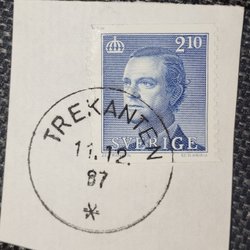 2.10
SVERIGE
TREKANTEN
11.12.
87
*